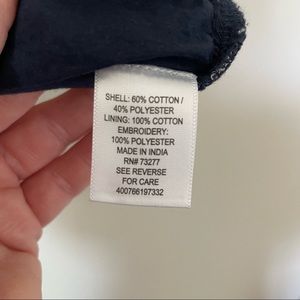 SHELL: 60% COTTON /
40% POLYESTER
LINING: 100% COTTON
EMBROIDERY:
100% POLYESTER
MADE IN INDIA
RN# 73277
SEE REVERSE
FOR CARE
400766197332